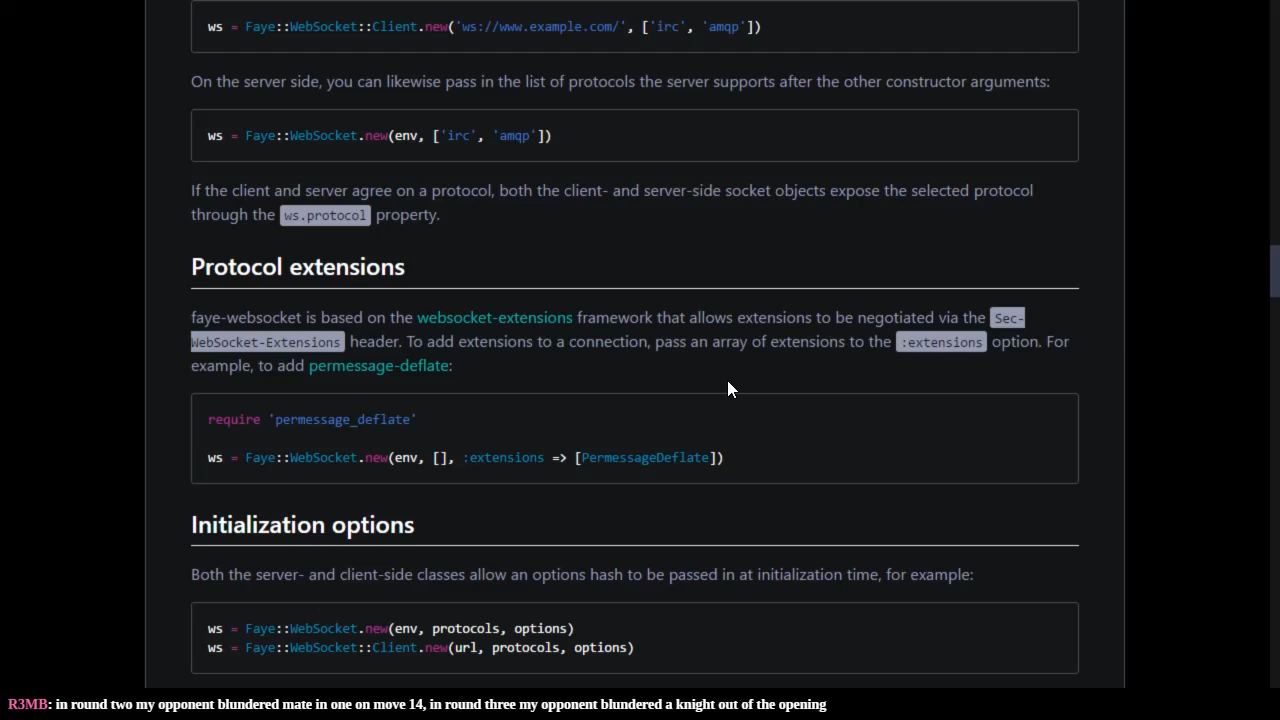 ws = Faye::WebSocket::Client.new('ws://www.example.com/', ['irc', 'amqp'])
On the server side, you can likewise pass in the list of protocols the server supports after the other constructor arguments:
ws = Faye::WebSocket.new(env, ['irc', 'amqp'])
If the client and server agree on a protocol, both the client- and server-side socket objects expose the selected protocol
through the ws.protocol property.
Protocol extensions
faye-websocket is based on the websocket-extensions framework that allows extensions to be negotiated via the Sec-
WebSocket-Extensions header. To add extensions to a connection, pass an array of extensions to the :extensions option. For
example, to add permessage-deflate:
require 'permessage_deflate'
ws = Faye::WebSocket.new(env, [], :extensions => [PermessageDeflate])
Initialization options
Both the server- and client-side classes allow an options hash to be passed in at initialization time, for example:
ws = Faye::WebSocket.new(env, protocols, options)
ws = Faye::WebSocket::Client.new(url, protocols, options)
R3MB: in round two my opponent blundered mate in one on move 14, in round three my opponent blundered a knight out of the opening